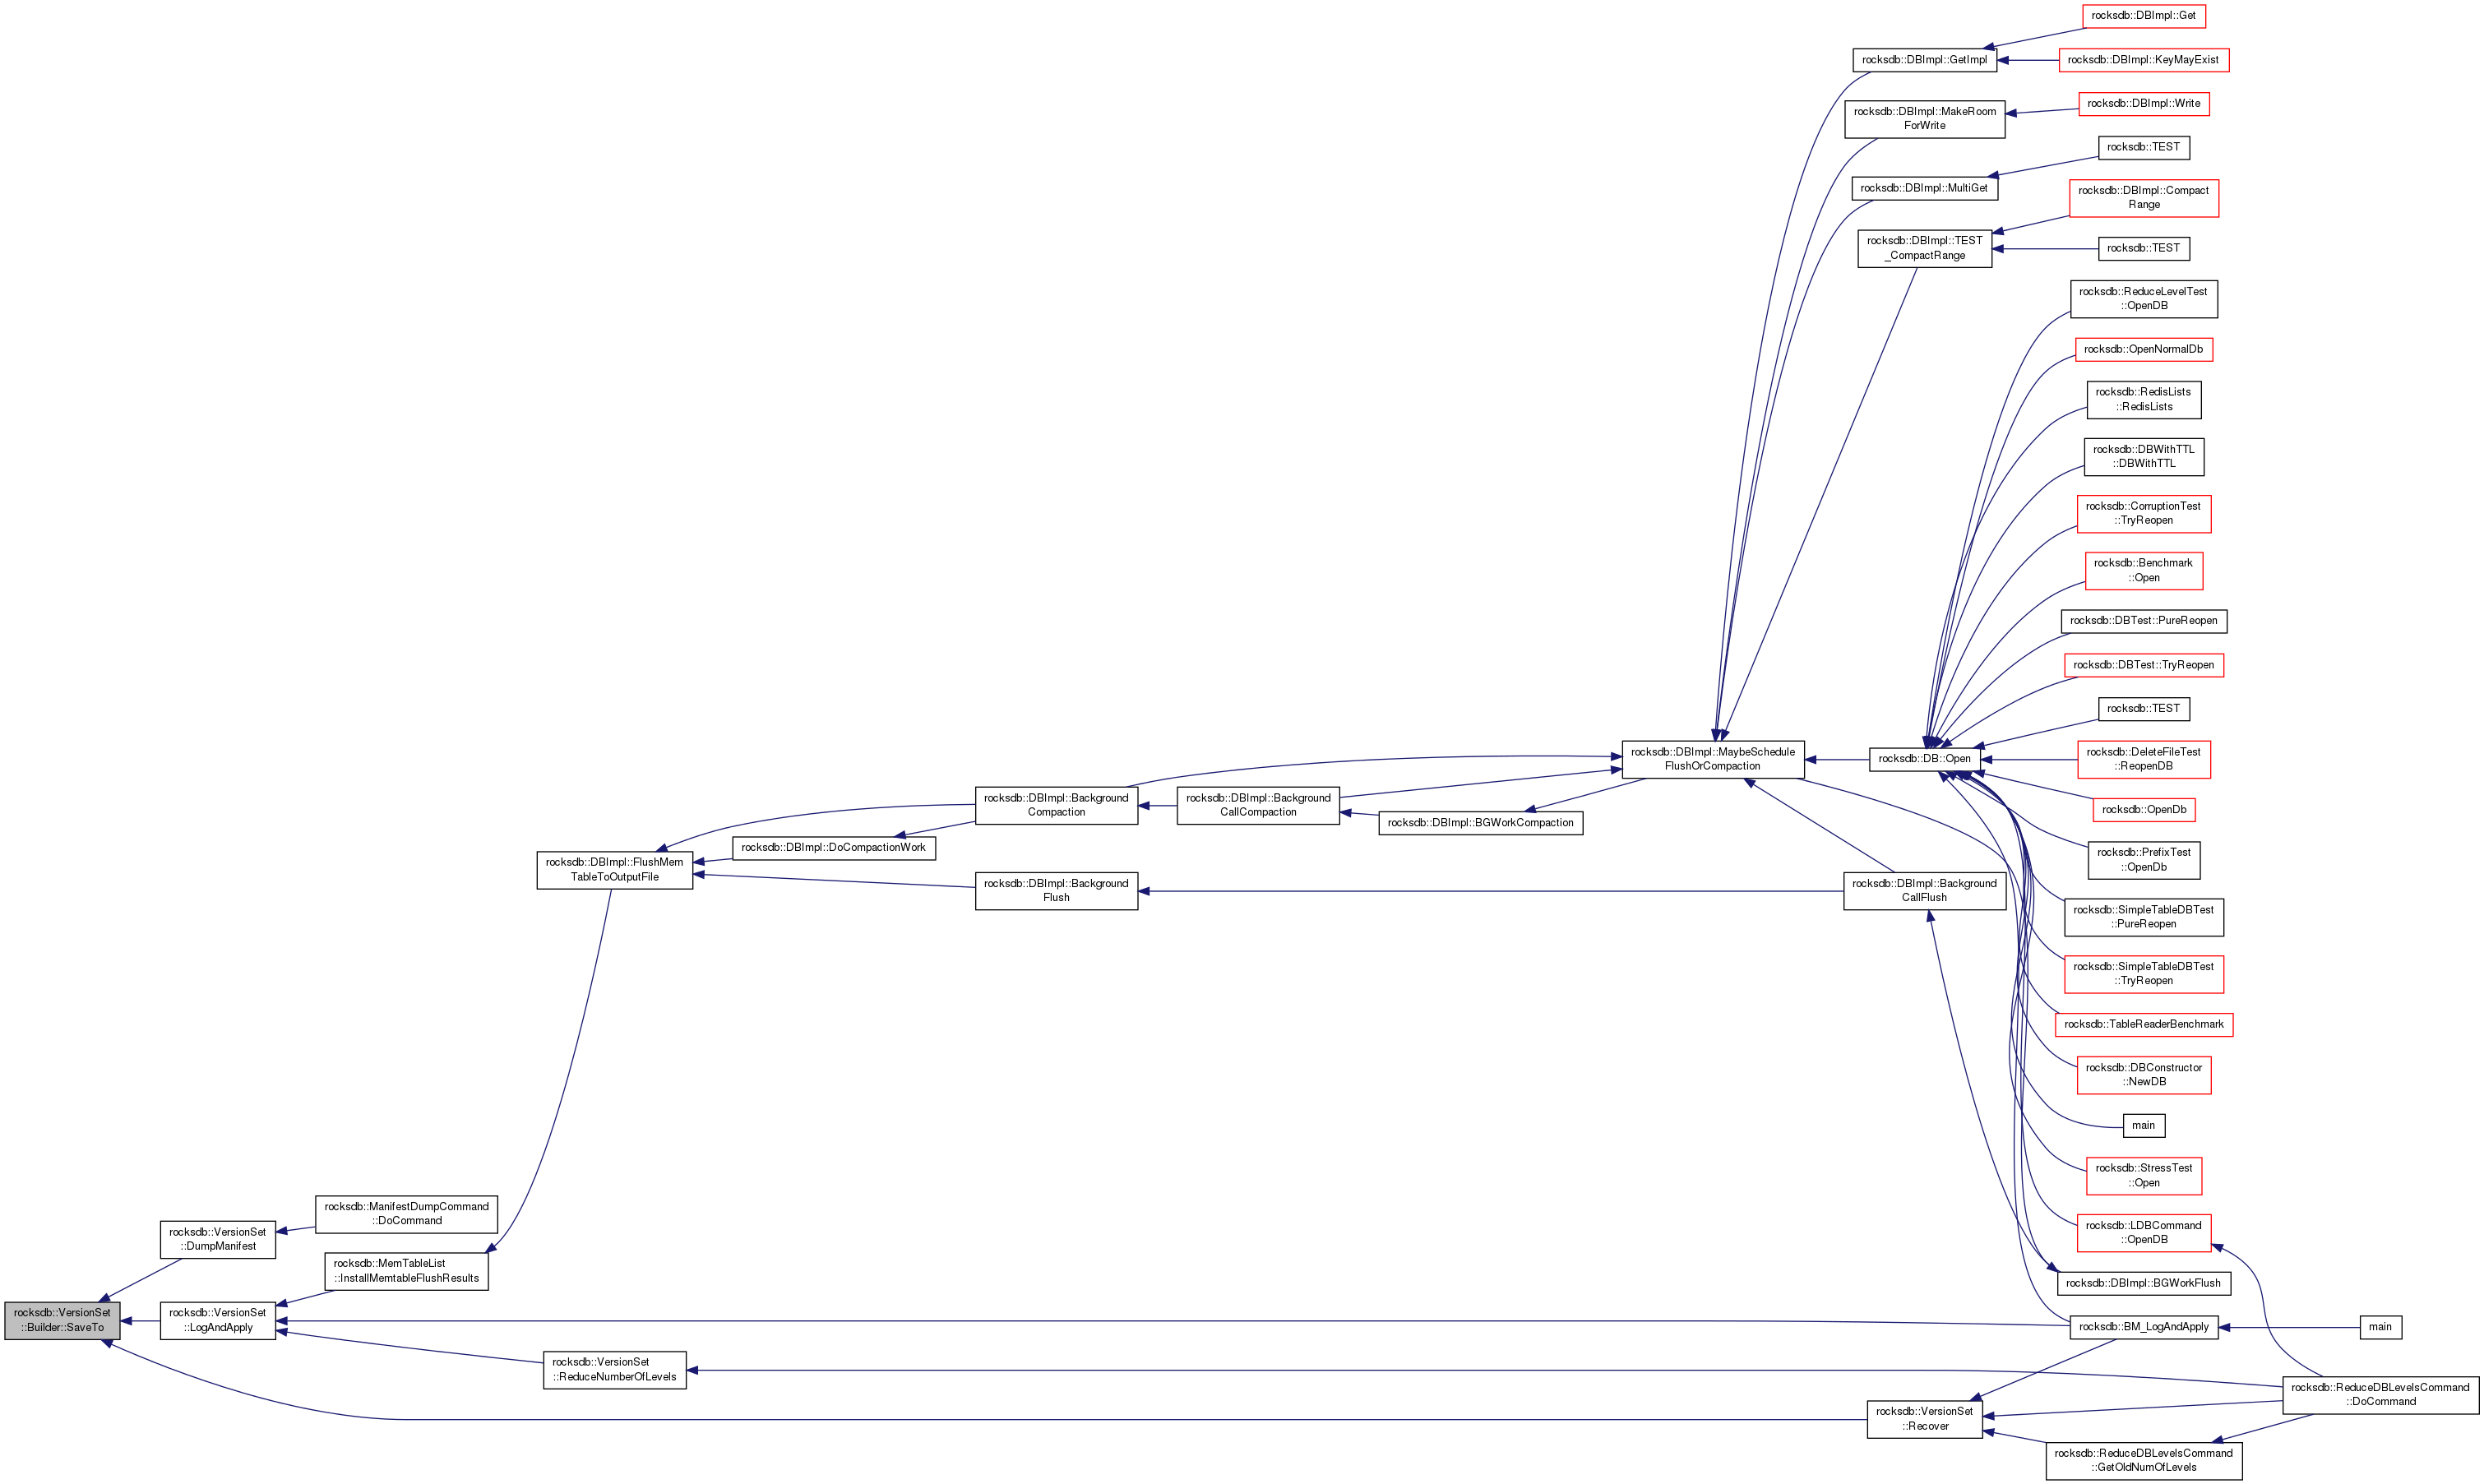 rocksdb::DBImpl::Get
rocksdb::DBImpl::GetImpl
rocksdb::DBImpl::KeyMayExist
rocksdb::DBImpl::Write
rocksdb::DBImpl::MakeRoom
ForWrite
rocksdb::TEST
rocksdb::DBImpl::MultiGet
rocksdb::DBImpl::Compact
Range
rocksdb::DBImpl::TEST
_CompactRange
rocksdb::TEST
rocksdb::ReduceLevelTest
::OpenDB
rocksdb::OpenNormalDb
rocksdb::RedisLists
::RedisLists
rocksdb::DBWithTTL
::DBWithTTL
rocksdb::CorruptionTest
::TryReopen
rocksdb::Benchmark
::Open
rocksdb::DBTest::PureReopen
rocksdb::DBTest::TryReopen
rocksdb::TEST
rocksdb::DBImpl::MaybeSchedule
FlushOrCompaction
rocksdb::DB::Open
rocksdb::DeleteFileTest
::ReopenDB
rocksdb::DBImpl::Background
Compaction
rocksdb::DBImpl::Background
CallCompaction
rocksdb::OpenDb
rocksdb::DBImpl::BGWorkCompaction
rocksdb::DBImpl::DoCompactionWork
rocksdb::PrefixTest
::OpenDb
rocksdb::DBImpl::FlushMem
TableToOutputFile
rocksdb::DBImpl::Background
Flush
rocksdb::DBImpl::Background
CallFlush
rocksdb::SimpleTableDBTest
::PureReopen
rocksdb::SimpleTableDBTest
::TryReopen
rocksdb::TableReaderBenchmark
rocksdb::DBConstructor
::NewDB
main
rocksdb::StressTest
::Open
rocksdb::ManifestDumpCommand
::DoCommand
rocksdb::VersionSet
::DumpManifest
rocksdb::LDBCommand
::OpenDB
rocksdb::MemTableList
::InstallMemtableFlushResults
rocksdb::DBImpl::BGWorkFlush
rocksdb::VersionSet
::Builder::SaveTo
rocksdb::VersionSet
::LogAndApply
rocksdb::BM_LogAndApply
main
rocksdb::VersionSet
::ReduceNumberOfLevels
rocksdb::ReduceDBLevelsCommand
::DoCommand
rocksdb::VersionSet
::Recover
rocksdb::ReduceDBLevelsCommand
::GetOldNumOfLevels